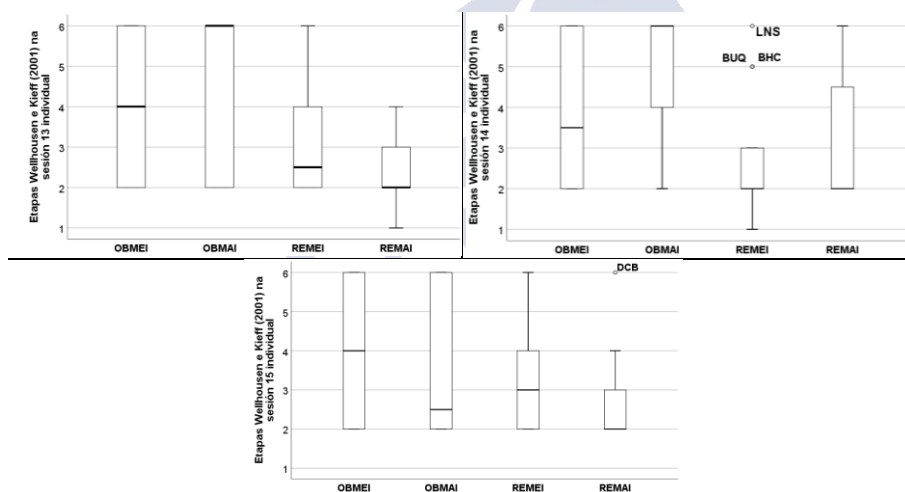 Etapas Wellhousen e Kieff (2001) na
sesión 13 individual
6
5
4
3
2
1
OBMEI OBMAI REMEI REMAI
Etapas Wellhousen e Kieff (2001) na
sesión 14 individual
6
5
4
3
2
1
LNS
BUQ BHC
OBMEI OBMAI REMEI REMAI
Etapas Wellhousen e Kieff (2001) na
sesión 15 individual
6
5
4
3
2
1
DCB
OBMEI OBMAI REMEI REMAI